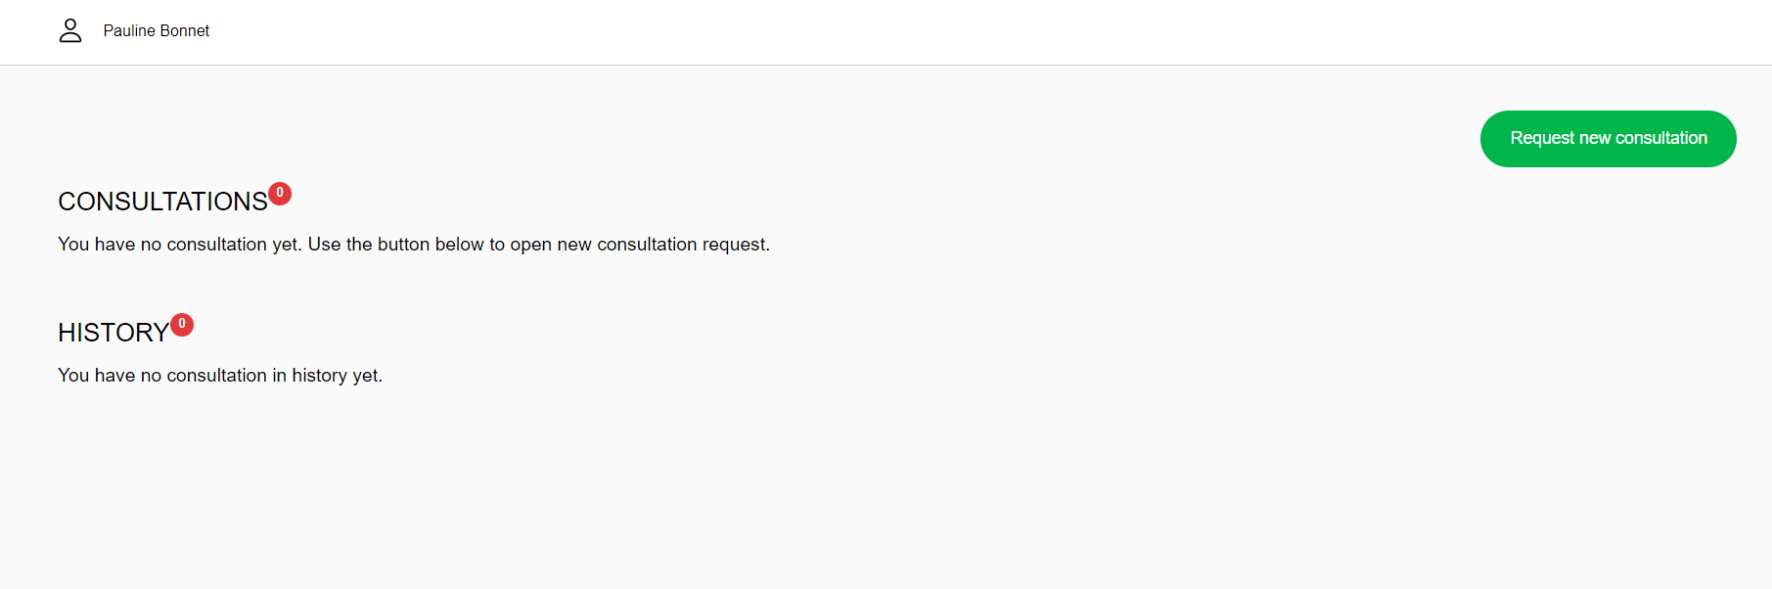 Pauline Bonnet
Request new consultation
CONSULTATIONS 0
You have no consultation yet. Use the button below to open new consultation request.
HISTORY 0
You have no consultation in history yet.